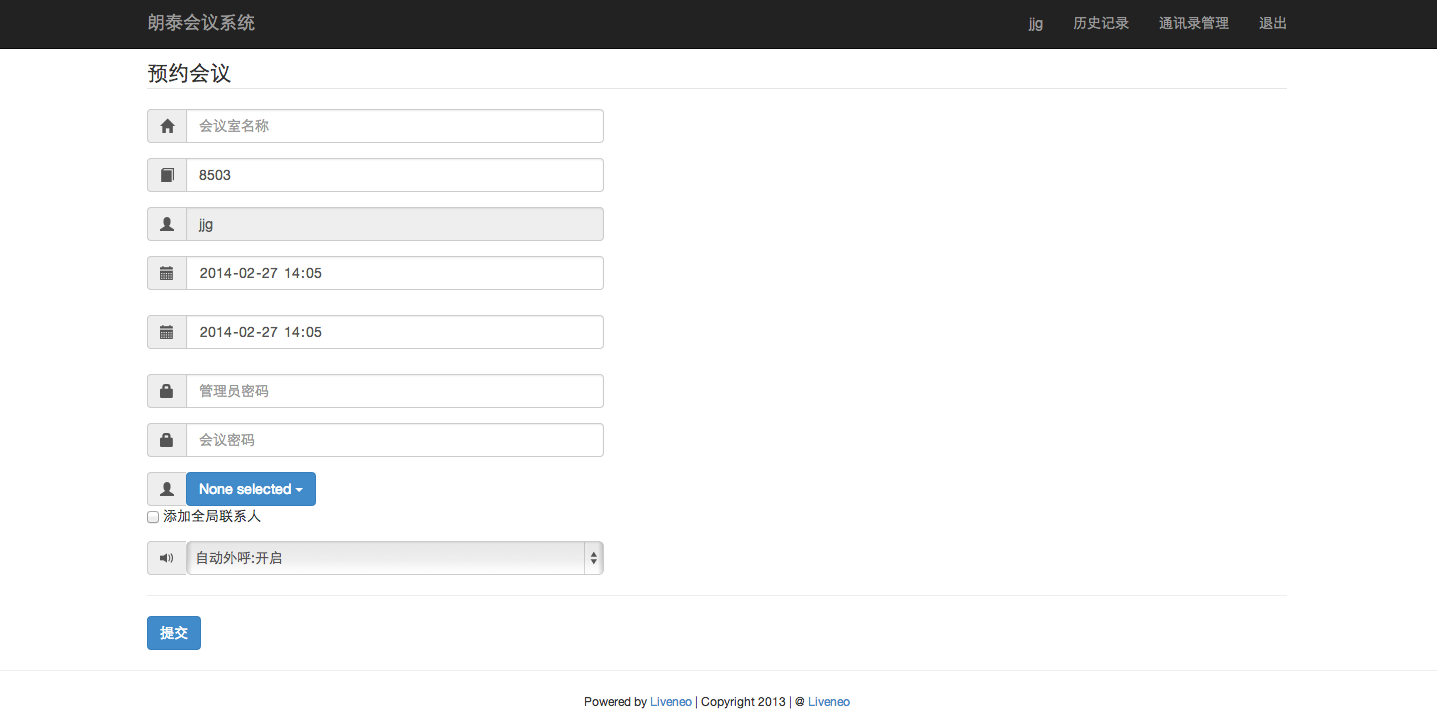 朗泰会议系统 jjg 历史记录 通讯录管理 退出
预约会议
会议室名称
8503
jjg
2014-02-27 14:05
2014-02-27 14:05
管理员密码
会议密码
None selected
添加全局联系人
自动外呼:开启
提交
Powered by Liveneo | Copyright 2013 | @ Liveneo